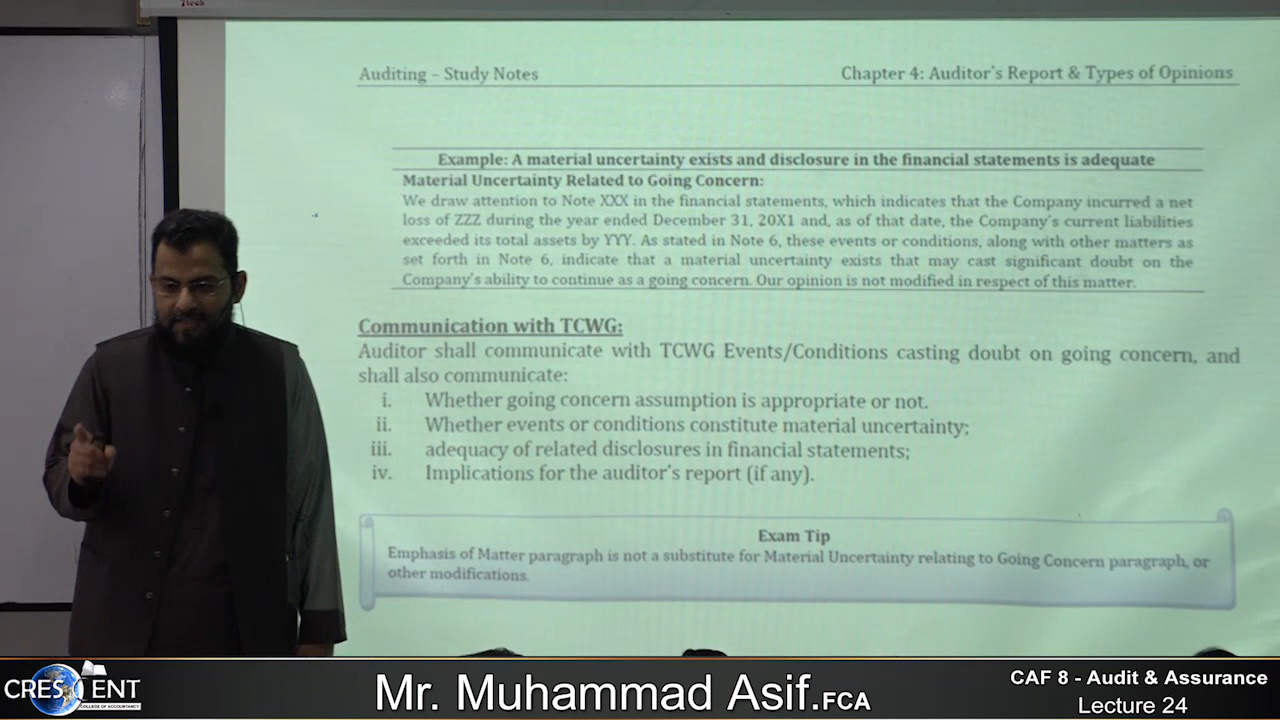 Auditing – Study Notes
Chapter 4: Auditor's Report & Types of Opinions
Example: A material uncertainty exists and disclosure in the financial statements is adequate
Material Uncertainty Related to Going Concern:
We draw attention to Note XXX in the financial statements, which indicates that the Company incurred a net
loss of ZZZ during the year ended December 31, 20X1 and, as of that date, the Company's current liabilities
exceeded its total assets by YYY. As stated in Note 6, these events or conditions, along with other matters as
set forth in Note 6, indicate that a material uncertainty exists that may cast significant doubt on the
Company's ability to continue as a going concern. Our opinion is not modified in respect of this matter.
Communication with TCWG:
Auditor shall communicate with TCWG Events/Conditions casting doubt on going concern, and
shall also communicate:
i. Whether going concern assumption is appropriate or not.
ii. Whether events or conditions constitute material uncertainty;
iii. adequacy of related disclosures in financial statements;
iv. Implications for the auditor's report (if any).
Exam Tip
Emphasis of Matter paragraph is not a substitute for Material Uncertainty relating to Going Concern paragraph, or
other modifications.
CRESCENT
COLLEGE OF ACCOUNTANCY
Mr. Muhammad Asif.FCA
CAF 8 - Audit & Assurance
Lecture 24